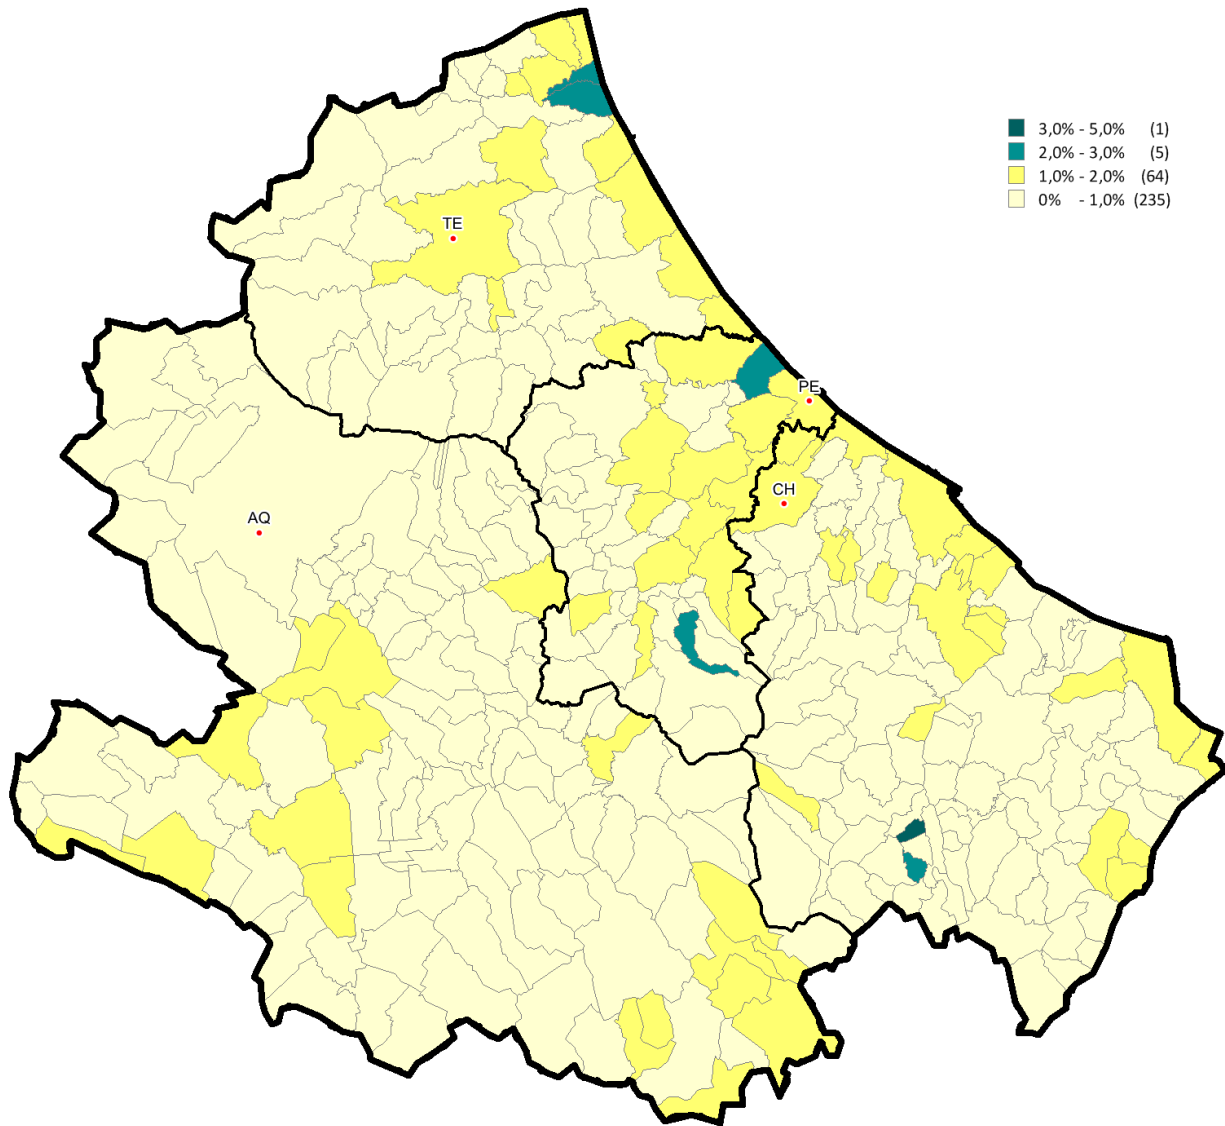 3,0% - 5,0% (1)
2,0% - 3,0% (5)
1,0% - 2,0% (64)
0% - 1,0% (235)
TE
PE
CH
AQ